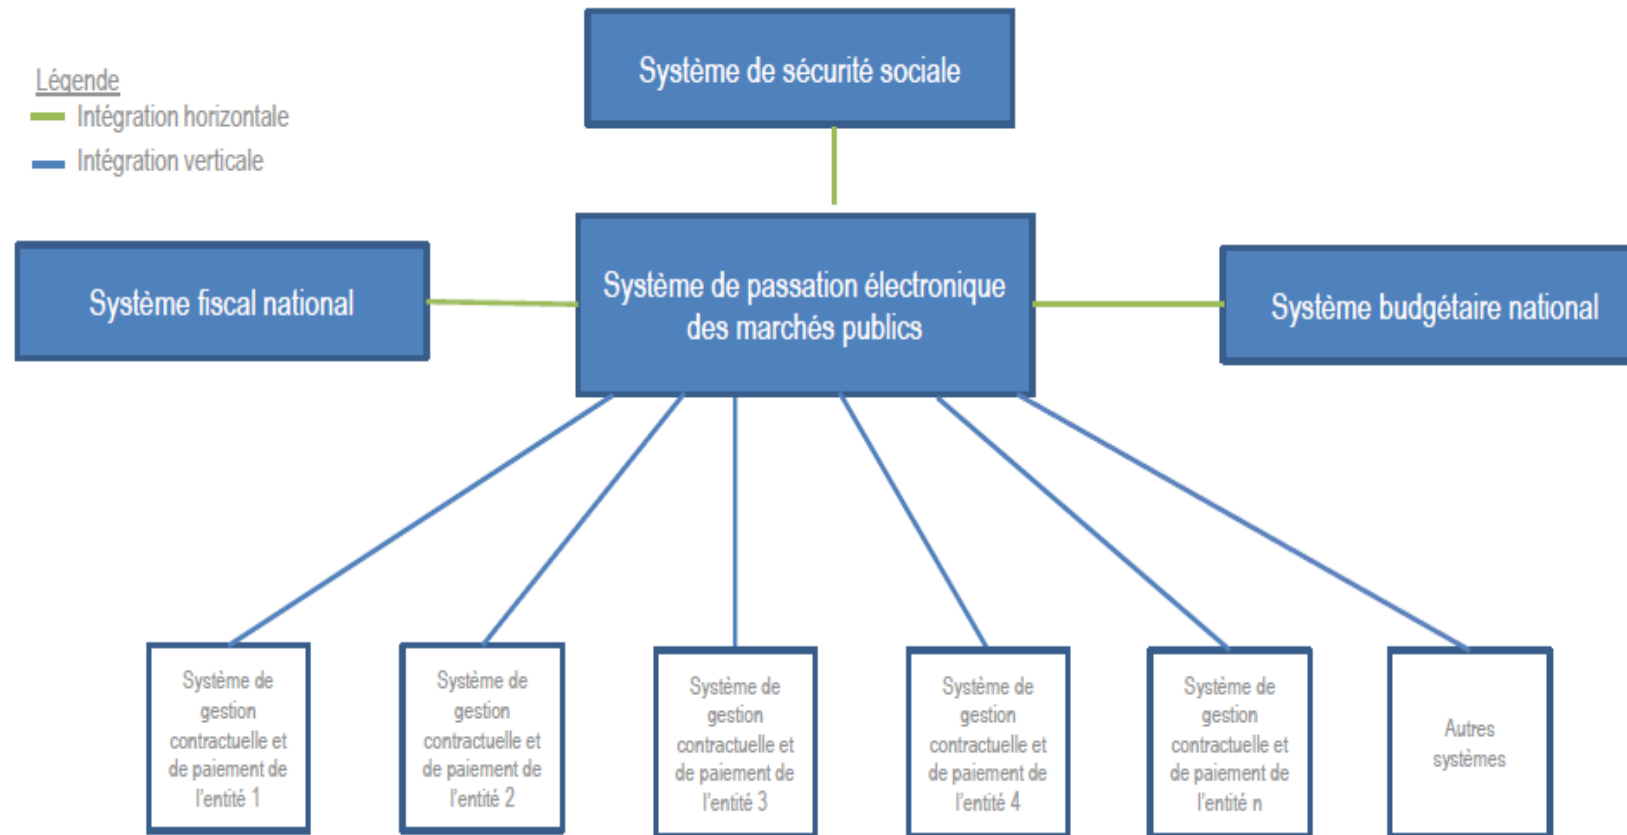 Système de sécurité sociale
Légende
Intégration horizontale
Intégration verticale
Système fiscal national
Système de passation électronique
des marchés publics
Système budgétaire national
Système de
gestion
contractuelle et
de paiement de
l'entité 1
Système de
gestion
contractuelle et
de paiement de
l'entité 2
Système de
gestion
contractuelle et
de paiement de
l'entité 3
Système de
gestion
contractuelle et
de paiement de
l'entité 4
Système de
gestion
contractuelle et
de paiement de
l'entité n
Autres
systèmes